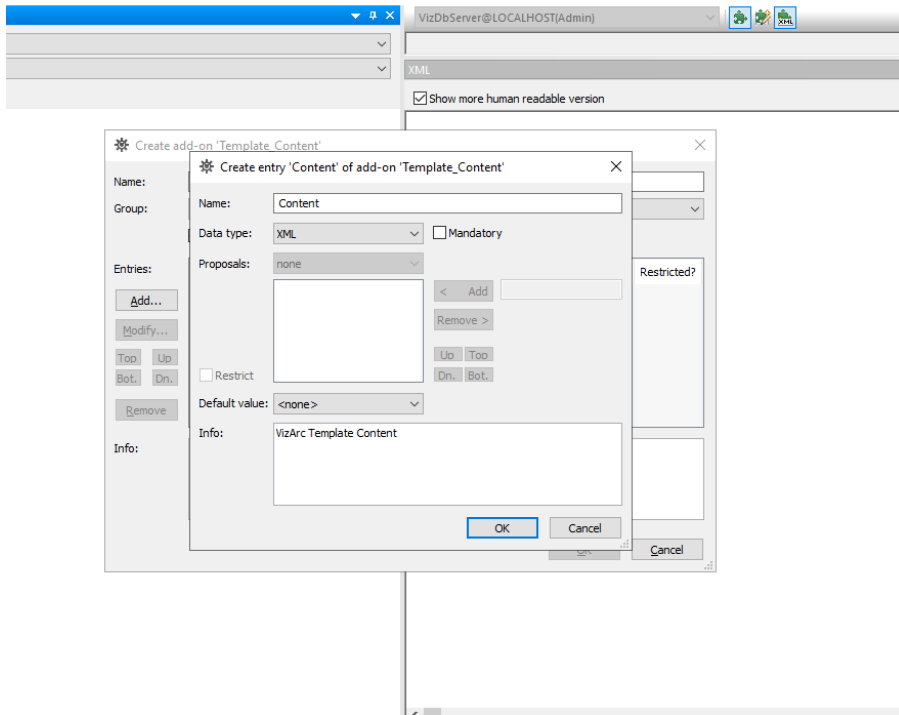 VizDbServer@LOCALHOST(Admin)
XML
XML
Show more human readable version
Create add-on 'Template_Content'
Create entry 'Content' of add-on 'Template_Content'
Name:
Name: Content
Group:
Data type: XML Mandatory
Proposals: none
Entries:
Restricted?
Add...
< Add
Modify...
Remove >
Top Up
Up Top
Bot. Dn.
Restrict
Dn. Bot.
Remove
Default value: <none>
Info:
Info: VizArc Template Content
OK Cancel
OK Cancel